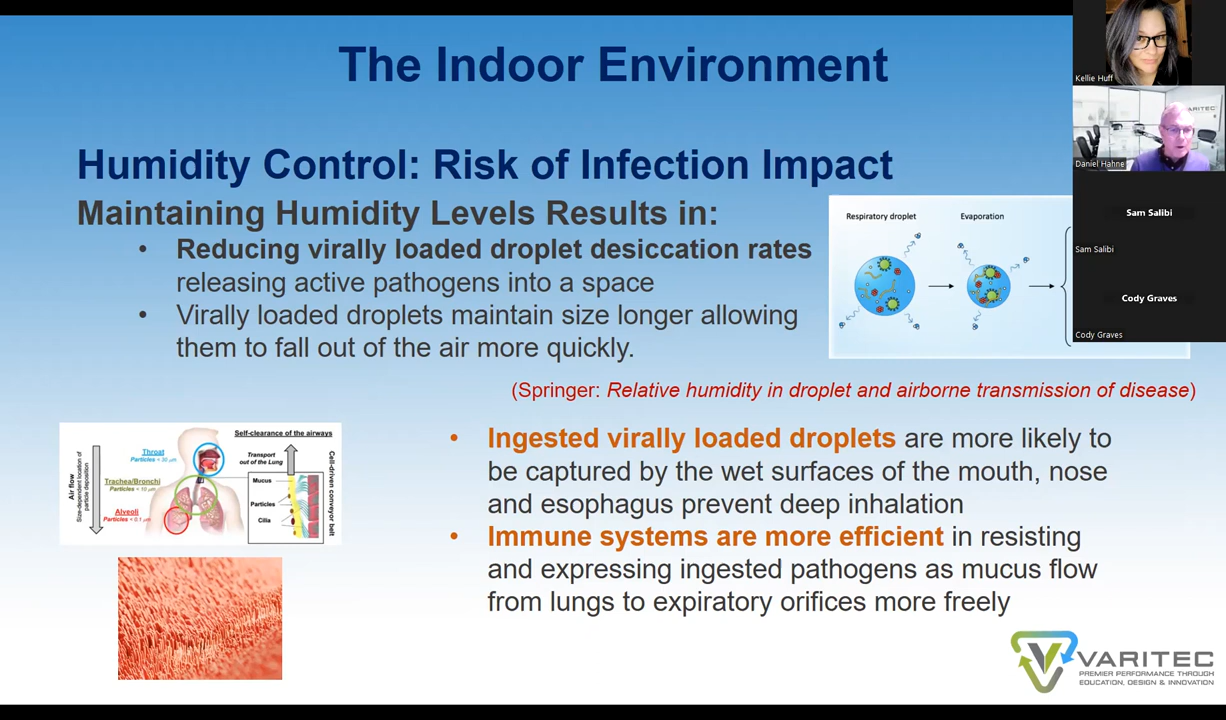 The Indoor Environment
Humidity Control: Risk of Infection Impact
Maintaining Humidity Levels Results in:
• Reducing virally loaded droplet desiccation rates
releasing active pathogens into a space
• Virally loaded droplets maintain size longer allowing
them to fall out of the air more quickly.
Respiratory droplet
Evaporation
(Springer: Relative humidity in droplet and airborne transmission of disease)
Air flow
Size-dependent location of
particle deposition
Throat
Trachea/Bronchi
Particles < 10 μm
Alveoli
Particles < 0.1 μm
Self-clearance of the airways
Transport
out of the Lung
Mucus
Particles
Cilia
Cell-driven conveyor belt
• Ingested virally loaded droplets are more likely to
be captured by the wet surfaces of the mouth, nose
and esophagus prevent deep inhalation
• Immune systems are more efficient in resisting
and expressing ingested pathogens as mucus flow
from lungs to expiratory orifices more freely
VARITEC
PREMIER PERFORMANCE THROUGH
EDUCATION, DESIGN & INNOVATION
Kellie Huff
VARITEC
Daniel Hahne
Sam Salibi
Sam Salibi
Cody Graves
Cody Graves